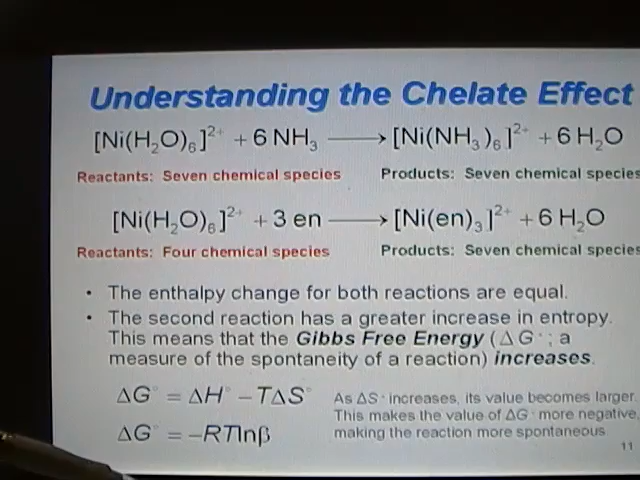 Understanding the Chelate Effect
[Ni(H₂O)₆]²⁺ + 6 NH₃ ⟶ [Ni(NH₃)₆]²⁺ + 6 H₂O
Reactants: Seven chemical species Products: Seven chemical species
[Ni(H₂O)₆]²⁺ + 3 en ⟶ [Ni(en)₃]²⁺ + 6 H₂O
Reactants: Four chemical species Products: Seven chemical species
• The enthalpy change for both reactions are equal.
• The second reaction has a greater increase in entropy.
This means that the Gibbs Free Energy (ΔG°; a
measure of the spontaneity of a reaction) increases.
ΔG° = ΔH° − TΔS°
ΔG° = −RTlnβ
As ΔS° increases, its value becomes larger.
This makes the value of ΔG° more negative,
making the reaction more spontaneous.
11